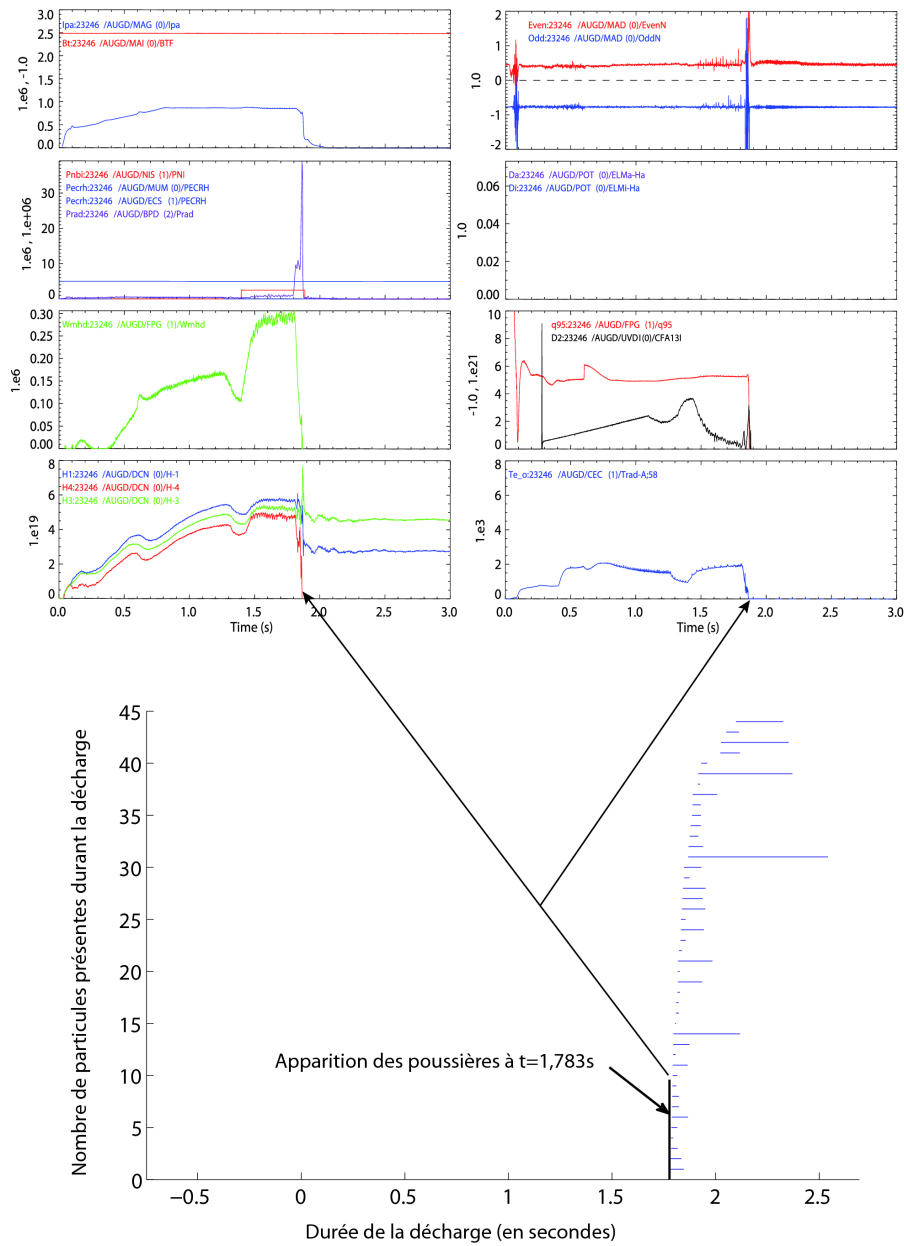 Ipa:23246 /AUGD/MAG (0)/Ipa
Bt:23246 /AUGD/MAI (0)/BTF
3.0
2.5
2.0
1.5
1.0
0.5
0.0
1.e6 , -1.0
Even:23246 /AUGD/MAD (0)/EvenN
Odd:23246 /AUGD/MAD (0)/OddN
2
1
0
-1
-2
1.0
Pnbi:23246 /AUGD/NIS (1)/PNI
Pecrh:23246 /AUGD/MUM (0)/PECRH
Pecrh:23246 /AUGD/ECS (1)/PECRH
Prad:23246 /AUGD/BPD (2)/Prad
30
20
10
0
1.e6 , 1.e+06
Da:23246 /AUGD/POT (0)/ELMa-Ha
Di:23246 /AUGD/POT (0)/ELMi-Ha
0.06
0.04
0.02
0.00
1.0
Wmhd:23246 /AUGD/FPG (1)/Wmhd
0.30
0.20
0.15
0.10
0.05
0.00
1.e6
q95:23246 /AUGD/FPG (1)/q95
D2:23246 /AUGD/UVDI(0)/CFA13I
10
8
6
4
2
0
-1.0 , 1.e21
H1:23246 /AUGD/DCN (0)/H-1
H4:23246 /AUGD/DCN (0)/H-4
H3:23246 /AUGD/DCN (0)/H-3
8
6
4
2
0
1.e19
0.0 0.5 1.0 1.5 2.0 2.5 3.0
Time (s)
Te_o:23246 /AUGD/CEC (1)/Trad-A;58
8
6
4
2
0
1.e3
0.0 0.5 1.0 1.5 2.0 2.5 3.0
Time (s)
45
40
35
30
25
20
15
10
5
0
Nombre de particules présentes durant la décharge
Apparition des poussières à t=1,783s
−0.5 0 0.5 1 1.5 2 2.5
Durée de la décharge (en secondes)